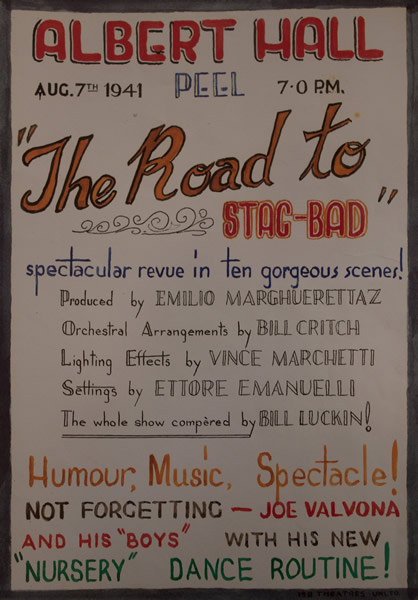 ALBERT HALL
AUG. 7TH 1941 PEEL 7·0 P.M.
"The Road to
STAG-BAD"
spectacular revue in ten gorgeous scenes!
Produced by EMILIO MARGHUERETTAZ
Orchestral Arrangements by BILL CRITCH
Lighting Effects by VINCE MARCHETTI
Settings by ETTORE EMANUELLI
The whole show compèred by BILL LUCKIN!
Humour, Music, Spectacle!
NOT FORGETTING — JOE VALVONA
AND HIS "BOYS" WITH HIS NEW
"NURSERY" DANCE ROUTINE!
THEATRES UNLTD